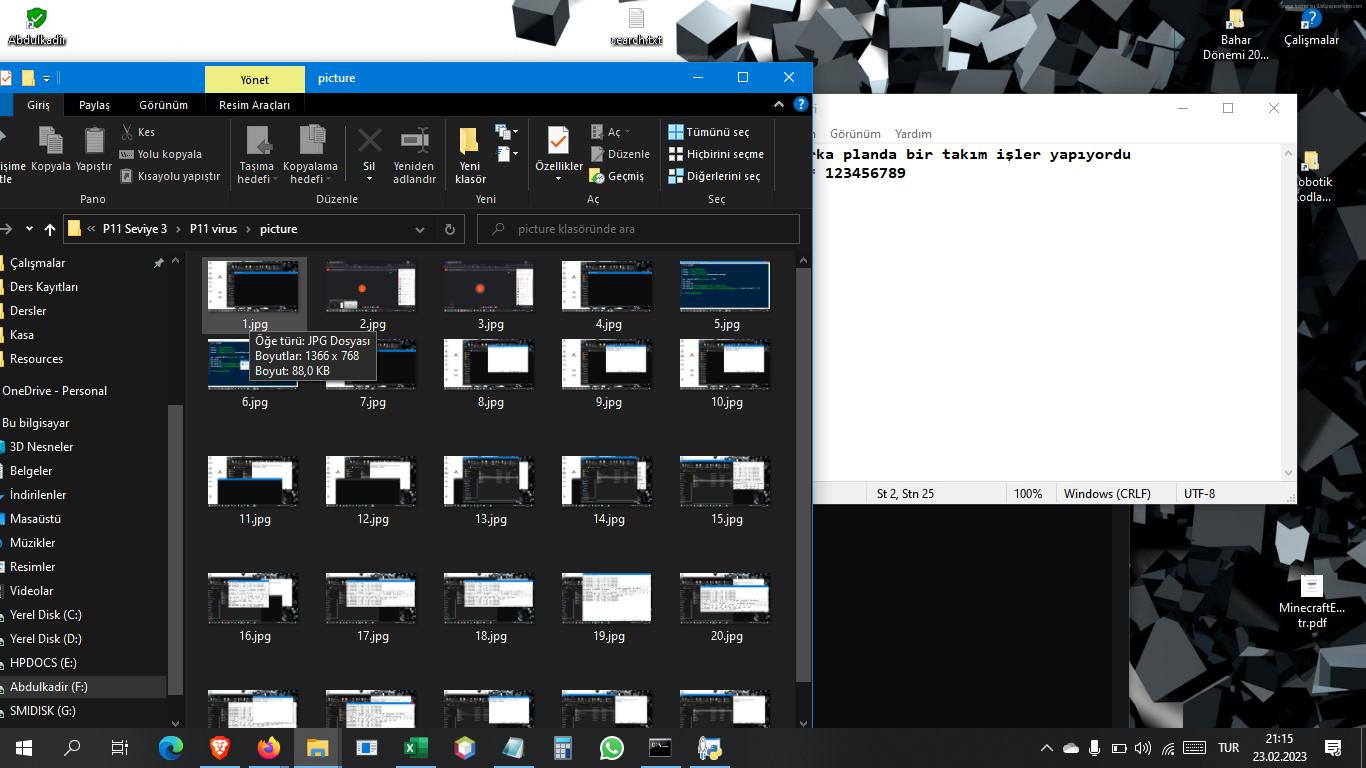 Abdulkadir
search.txt
Bahar
Dönemi 20...
Çalışmalar
Yönet
picture
Giriş
Paylaş
Görünüm
Resim Araçları
Kopyala
Yapıştır
Kes
Yolu kopyala
Kısayolu yapıştır
Pano
Taşıma
hedefi
Kopyalama
hedefi
Sil
Yeniden
adlandır
Düzenle
Yeni
klasör
Yeni
Özellikler
Aç
Düzenle
Geçmiş
Aç
Tümünü seç
Hiçbirini seçme
Diğerlerini seç
Seç
P11 Seviye 3
P11 virus
picture
picture klasöründe ara
Çalışmalar
Ders Kayıtları
Dersler
Kasa
Resources
OneDrive - Personal
Bu bilgisayar
3D Nesneler
Belgeler
İndirilenler
Masaüstü
Müzikler
Resimler
Videolar
Yerel Disk (C:)
Yerel Disk (D:)
HPDOCS (E:)
Abdulkadir (F:)
SMIDISK (G:)
1.jpg
2.jpg
3.jpg
4.jpg
5.jpg
Öğe türü: JPG Dosyası
Boyutlar: 1366 x 768
Boyut: 88,0 KB
6.jpg
7.jpg
8.jpg
9.jpg
10.jpg
11.jpg
12.jpg
13.jpg
14.jpg
15.jpg
16.jpg
17.jpg
18.jpg
19.jpg
20.jpg
Görünüm
Yardım
rka planda bir takım işler yapıyordu
* 123456789
St 2, Stn 25
100%
Windows (CRLF)
UTF-8
obotik
odla...
MinecraftE...
tr.pdf
TUR
21:15
23.02.2023